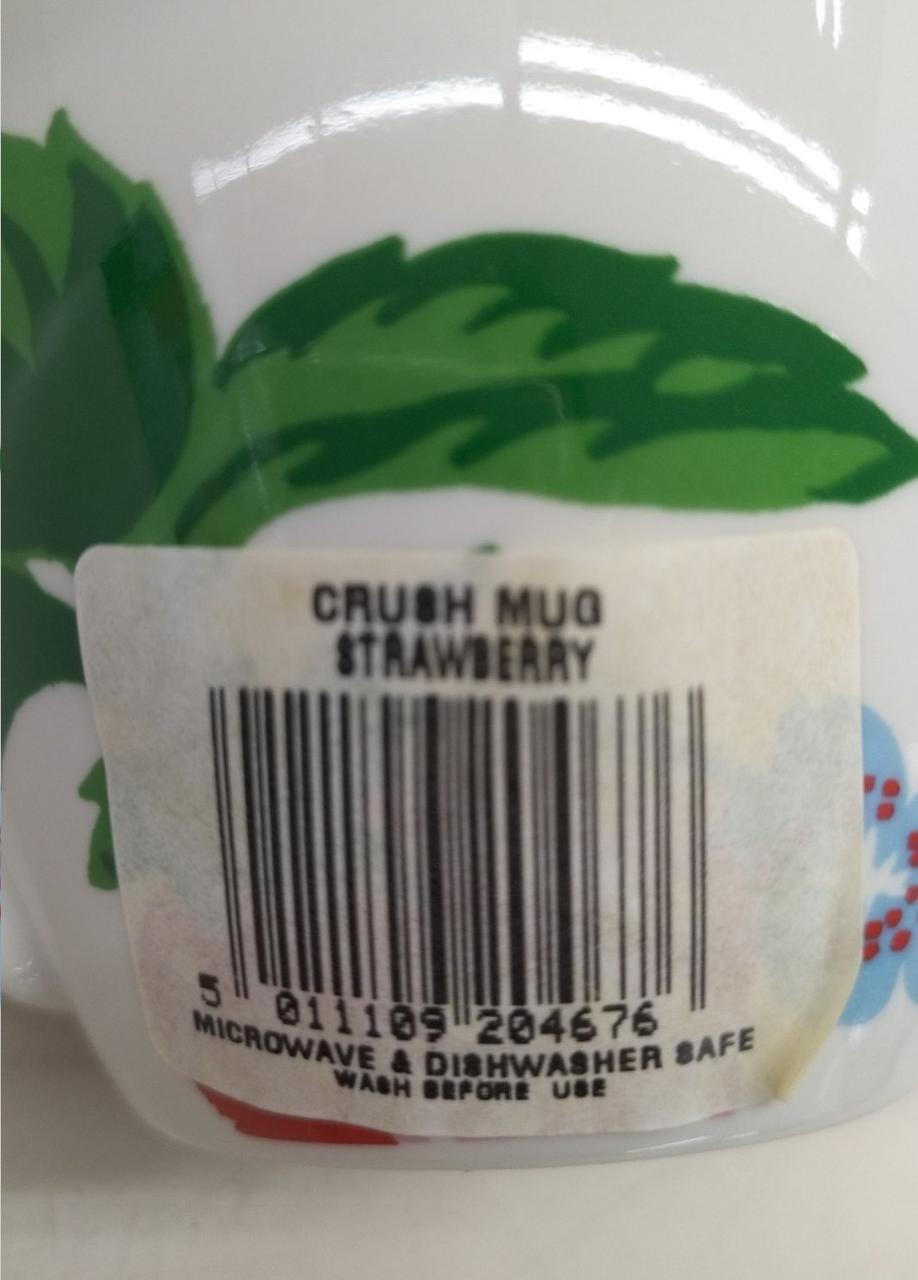 CRUSH MUG
STRAWBERRY
5 011109 204676
MICROWAVE & DISHWASHER SAFE
WASH BEFORE USE